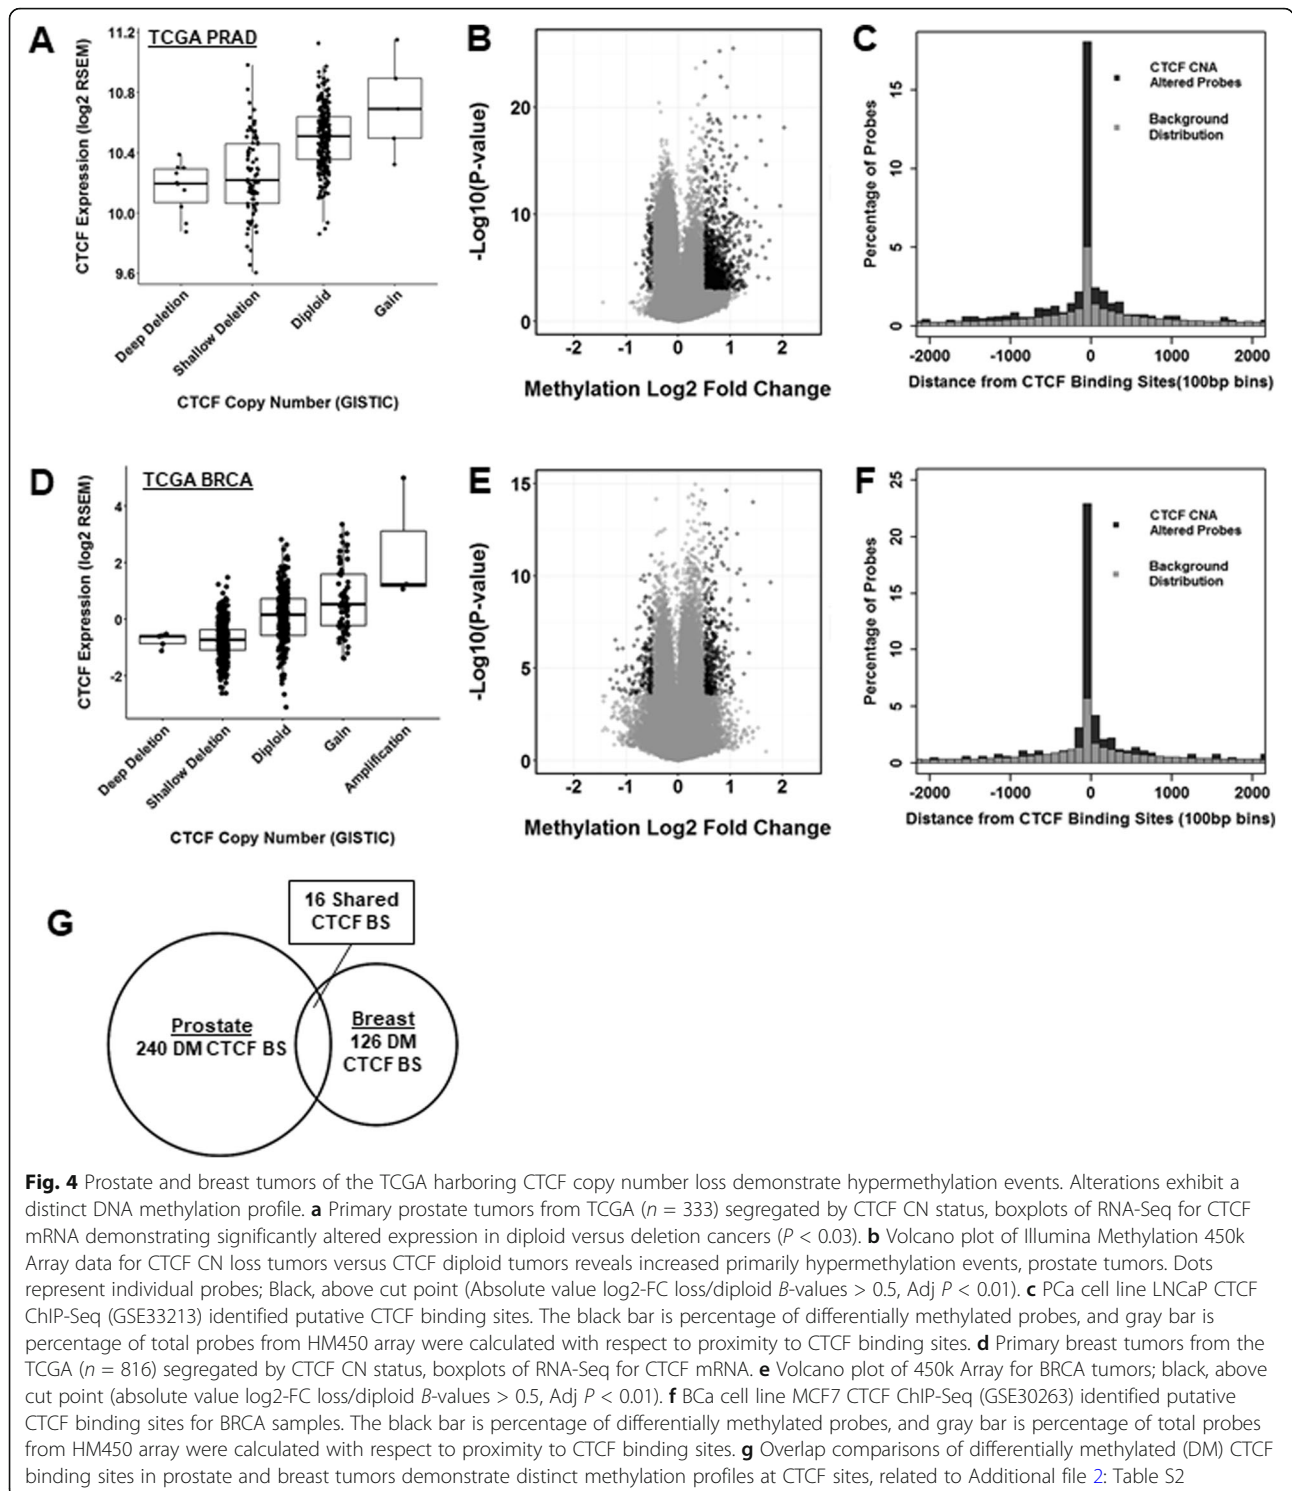 A
TCGA PRAD
CTCF Expression (log2 RSEM)
11.2
10.8
10.4
10.0
9.6
Deep Deletion
Shallow Deletion
Diploid
Gain
CTCF Copy Number (GISTIC)
B
-Log10(P-value)
20
10
0
-2
-1
0
1
2
Methylation Log2 Fold Change
C
Percentage of Probes
15
5
0
CTCF CNA
Altered Probes
Background
Distribution
-2000
-1000
0
1000
2000
Distance from CTCF Binding Sites(100bp bins)
D
TCGA BRCA
CTCF Expression (log2 RSEM)
4
2
0
-2
Deep Deletion
Shallow Deletion
Diploid
Gain
Amplification
CTCF Copy Number (GISTIC)
E
-Log10(P-value)
15
10
5
0
-2
-1
0
1
2
Methylation Log2 Fold Change
F
Percentage of Probes
25
20
15
10
5
0
CTCF CNA
Altered Probes
Background
Distribution
-2000
-1000
0
1000
2000
Distance from CTCF Binding Sites (100bp bins)
G
16 Shared
CTCF BS
Prostate
240 DM CTCF BS
Breast
126 DM
CTCF BS
Fig. 4 Prostate and breast tumors of the TCGA harboring CTCF copy number loss demonstrate hypermethylation events. Alterations exhibit a
distinct DNA methylation profile. a Primary prostate tumors from TCGA (n = 333) segregated by CTCF CN status, boxplots of RNA-Seq for CTCF
mRNA demonstrating significantly altered expression in diploid versus deletion cancers (P < 0.03). b Volcano plot of Illumina Methylation 450k
Array data for CTCF CN loss tumors versus CTCF diploid tumors reveals increased primarily hypermethylation events, prostate tumors. Dots
represent individual probes; Black, above cut point (Absolute value log2-FC loss/diploid B-values > 0.5, Adj P < 0.01). c PCa cell line LNCaP CTCF
ChIP-Seq (GSE33213) identified putative CTCF binding sites. The black bar is percentage of differentially methylated probes, and gray bar is
percentage of total probes from HM450 array were calculated with respect to proximity to CTCF binding sites. d Primary breast tumors from the
TCGA (n = 816) segregated by CTCF CN status, boxplots of RNA-Seq for CTCF mRNA. e Volcano plot of 450k Array for BRCA tumors; black, above
cut point (absolute value log2-FC loss/diploid B-values > 0.5, Adj P < 0.01). f BCa cell line MCF7 CTCF ChIP-Seq (GSE30263) identified putative
CTCF binding sites for BRCA samples. The black bar is percentage of differentially methylated probes, and gray bar is percentage of total probes
from HM450 array were calculated with respect to proximity to CTCF binding sites. g Overlap comparisons of differentially methylated (DM) CTCF
binding sites in prostate and breast tumors demonstrate distinct methylation profiles at CTCF sites, related to Additional file 2: Table S2